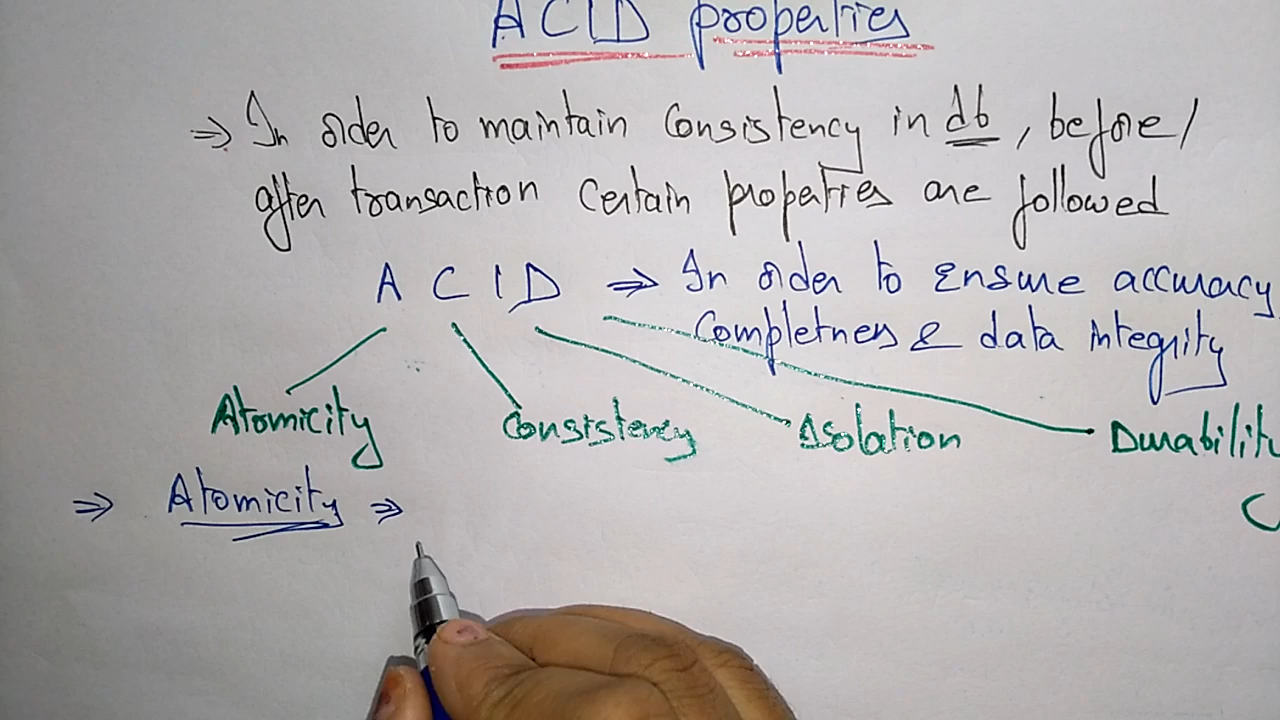 ACID properties
⇒ In order to maintain Consistency in db, before/
after transaction Certain properties are followed
A C I D ⇒ In order to Ensure accuracy
Completness & data integrity
Atomicity Consistency Isolation Durability
⇒ Atomicity ⇒